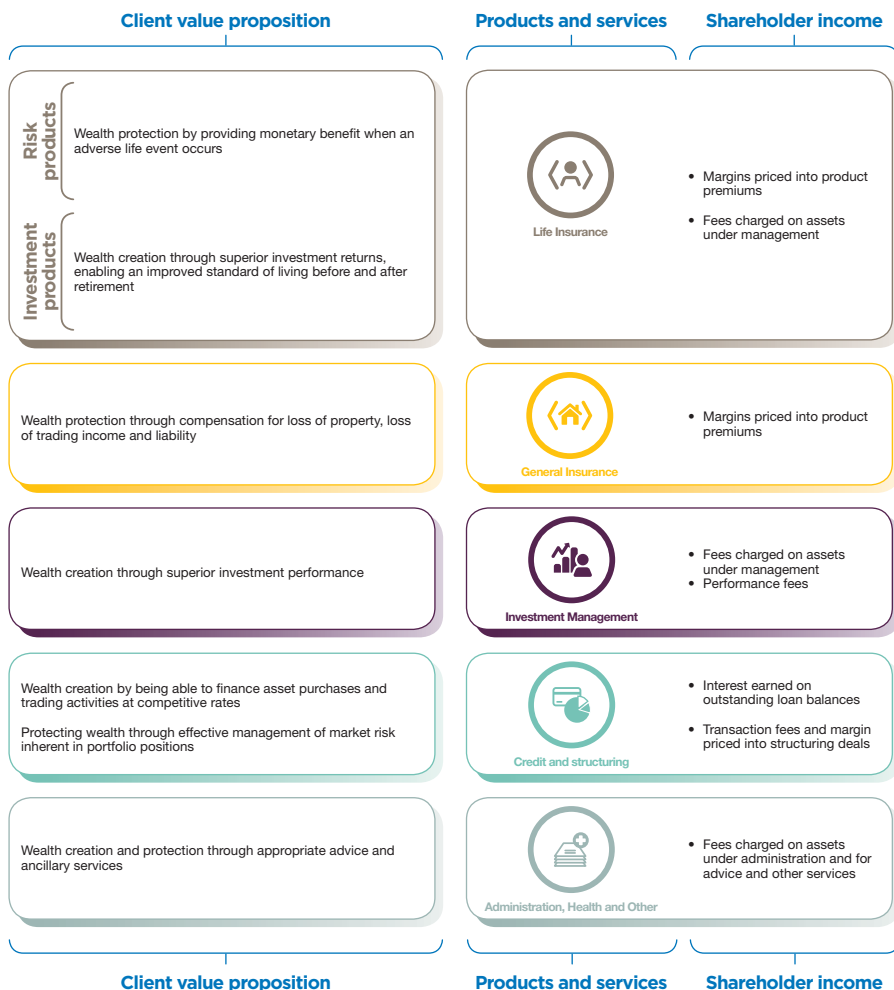 Client value proposition
Products and services
Shareholder income
Risk
products
Wealth protection by providing monetary benefit when an
adverse life event occurs
Investment
products
Wealth creation through superior investment returns,
enabling an improved standard of living before and after
retirement
Life Insurance
• Margins priced into product
premiums
• Fees charged on assets
under management
Wealth protection through compensation for loss of property, loss
of trading income and liability
General Insurance
• Margins priced into product
premiums
Wealth creation through superior investment performance
Investment Management
• Fees charged on assets
under management
• Performance fees
Wealth creation by being able to finance asset purchases and
trading activities at competitive rates
Protecting wealth through effective management of market risk
inherent in portfolio positions
Credit and structuring
• Interest earned on
outstanding loan balances
• Transaction fees and margin
priced into structuring deals
Wealth creation and protection through appropriate advice and
ancillary services
Administration, Health and Other
• Fees charged on assets
under administration and for
advice and other services
Client value proposition
Products and services
Shareholder income